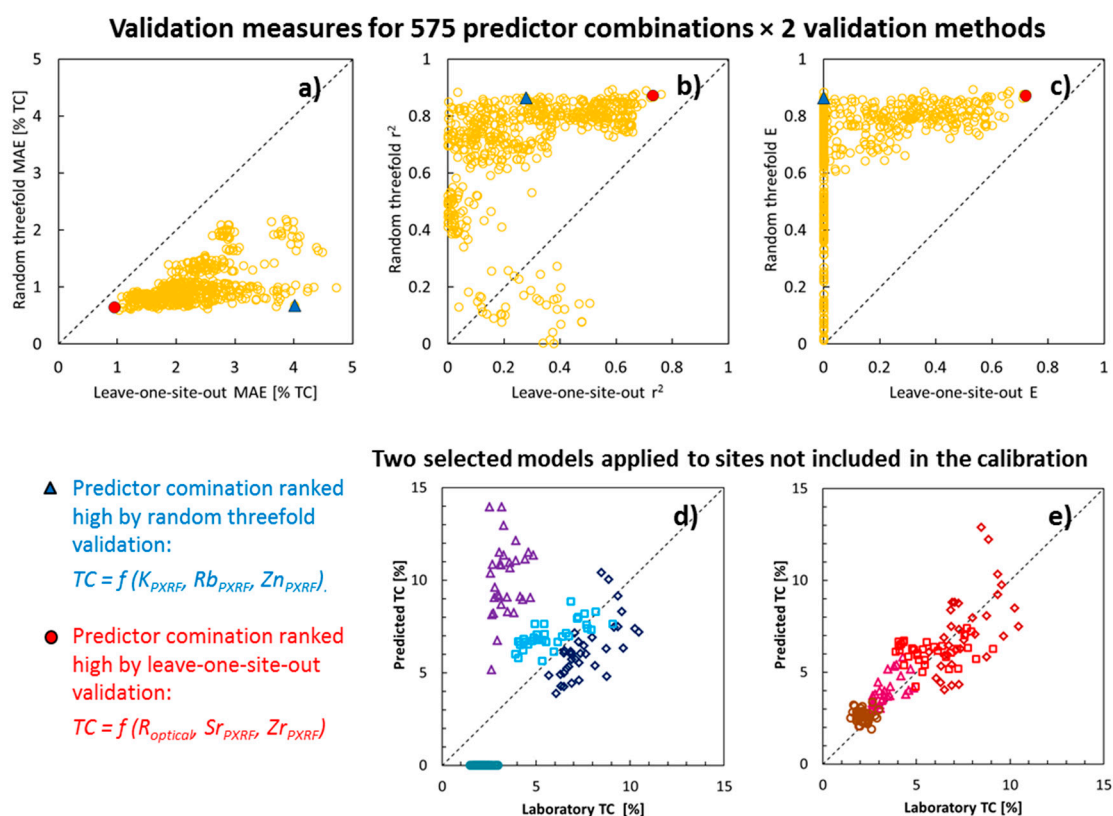 Validation measures for 575 predictor combinations × 2 validation methods
a)
Random threefold MAE [% TC]
5
4
3
2
1
0
0 1 2 3 4 5
Leave-one-site-out MAE [% TC]
b)
Random threefold r²
1
0.8
0.6
0.4
0.2
0
0 0.2 0.4 0.6 0.8 1
Leave-one-site-out r²
c)
Random threefold E
1
0.8
0.6
0.4
0.2
0
0 0.2 0.4 0.6 0.8 1
Leave-one-site-out E
Predictor comination ranked
high by random threefold
validation:
TC = f (K_PXRF, Rb_PXRF, Zn_PXRF).
Predictor comination ranked
high by leave-one-site-out
validation:
TC = f (R_optical, Sr_PXRF, Zr_PXRF)
Two selected models applied to sites not included in the calibration
d)
Predicted TC [%]
15
10
5
0
0 5 10 15
Laboratory TC [%]
e)
Predicted TC [%]
15
10
5
0
0 5 10 15
Laboratory TC [%]